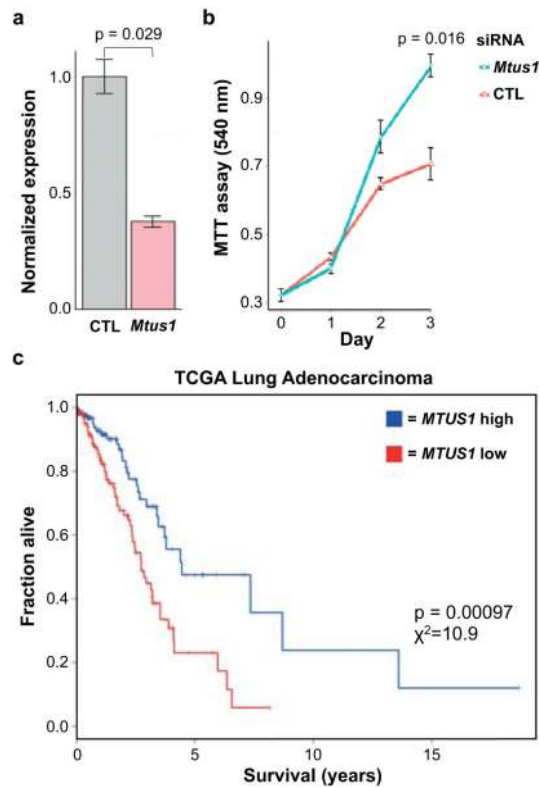 a
p = 0.029
Normalized expression
1.0
0.5
0.0
CTL Mtus1
b
p = 0.016
siRNA
Mtus1
CTL
MTT assay (540 nm)
0.9
0.7
0.5
0.3
0 1 2 3
Day
c
TCGA Lung Adenocarcinoma
= MTUS1 high
= MTUS1 low
Fraction alive
1.0
0.8
0.6
0.4
0.2
0.0
p = 0.00097
χ²=10.9
0 5 10 15
Survival (years)